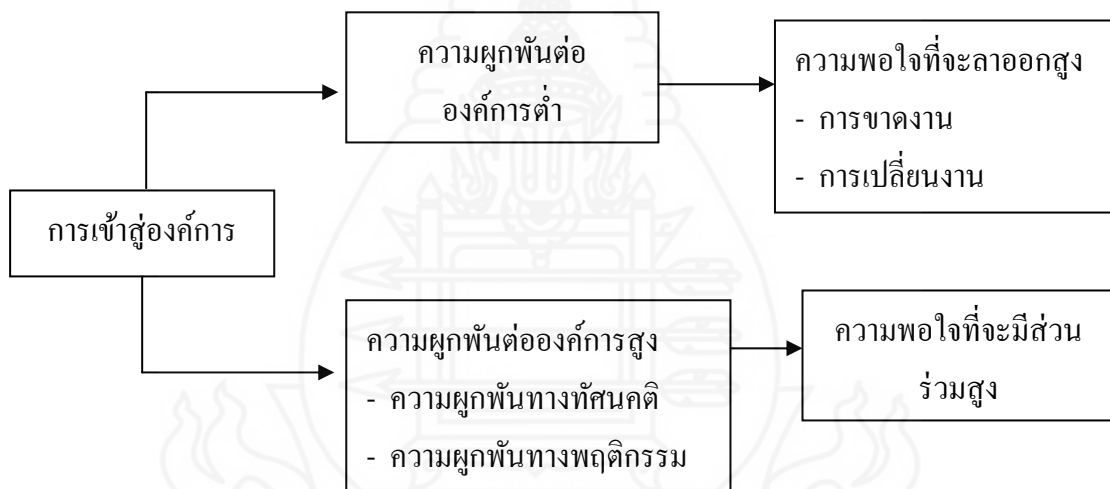 ความผูกพันต่อ
องค์การต่ำ
ความพอใจที่จะลาออกสูง
- การขาดงาน
- การเปลี่ยนงาน
การเข้าสู่องค์การ
ความผูกพันต่อองค์การสูง
- ความผูกพันทางทัศนคติ
- ความผูกพันทางพฤติกรรม
ความพอใจที่จะมีส่วน
ร่วมสูง